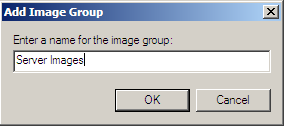 Add Image Group
Enter a name for the image group:
Server Images
OK
Cancel